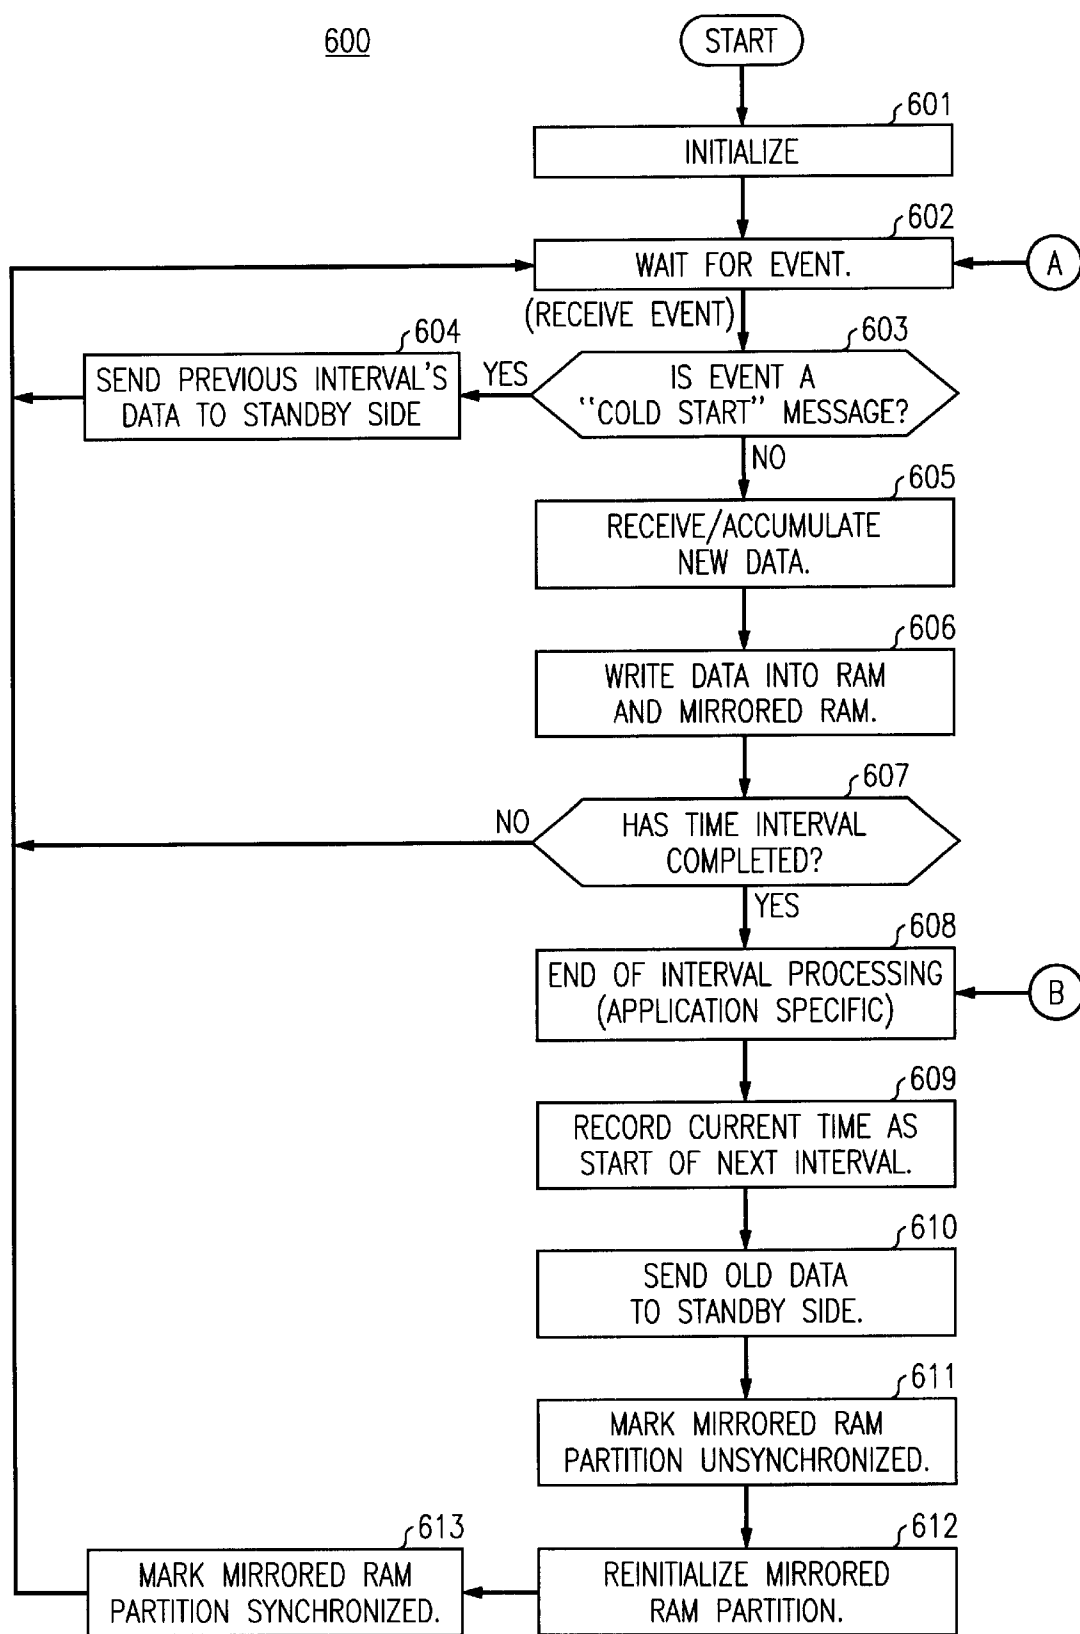 600
START
601
INITIALIZE
602
WAIT FOR EVENT.
A
(RECEIVE EVENT)
603
IS EVENT A
"COLD START" MESSAGE?
YES
604
SEND PREVIOUS INTERVAL'S
DATA TO STANDBY SIDE
NO
605
RECEIVE/ACCUMULATE
NEW DATA.
606
WRITE DATA INTO RAM
AND MIRRORED RAM.
607
HAS TIME INTERVAL
COMPLETED?
NO
YES
608
END OF INTERVAL PROCESSING
(APPLICATION SPECIFIC)
B
609
RECORD CURRENT TIME AS
START OF NEXT INTERVAL.
610
SEND OLD DATA
TO STANDBY SIDE.
611
MARK MIRRORED RAM
PARTITION UNSYNCHRONIZED.
612
REINITIALIZE MIRRORED
RAM PARTITION.
613
MARK MIRRORED RAM
PARTITION SYNCHRONIZED.